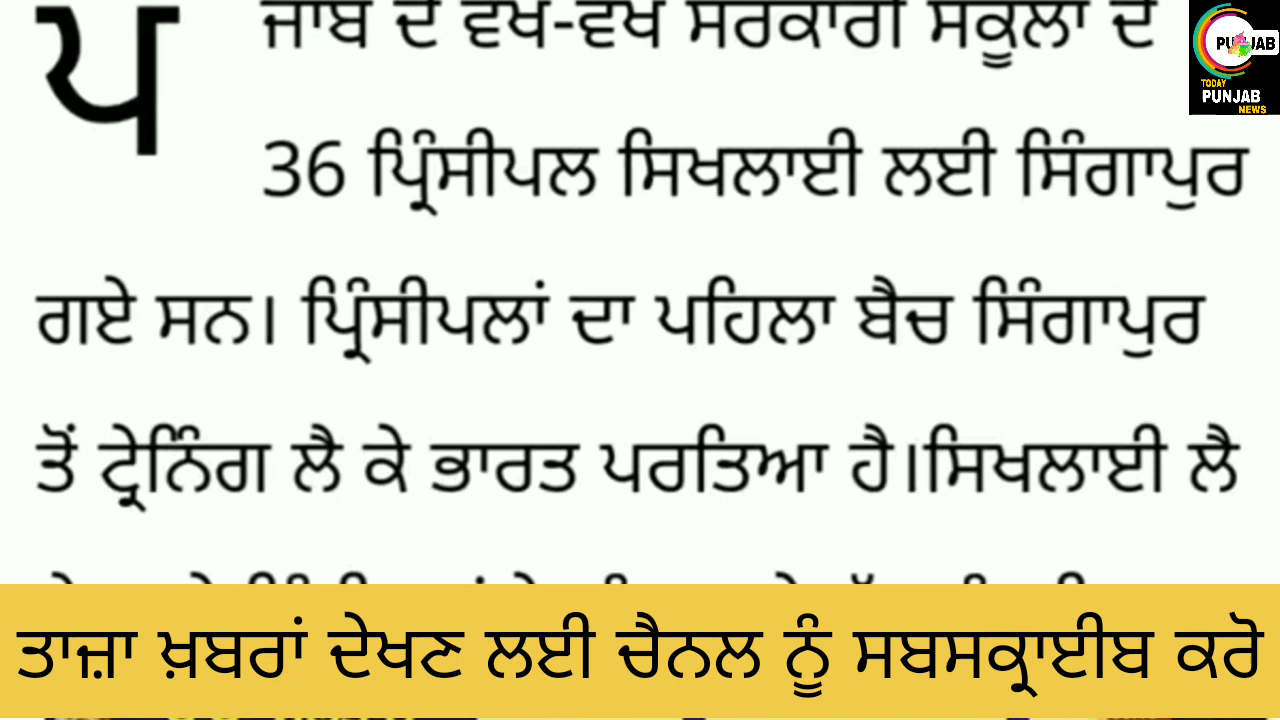 ਪੰਜਾਬ ਦੇ ਵੱਖ-ਵੱਖ ਸਰਕਾਰੀ ਸਕੂਲਾਂ ਦੇ
36 ਪ੍ਰਿੰਸੀਪਲ ਸਿਖਲਾਈ ਲਈ ਸਿੰਗਾਪੁਰ
ਗਏ ਸਨ। ਪ੍ਰਿੰਸੀਪਲਾਂ ਦਾ ਪਹਿਲਾ ਬੈਚ ਸਿੰਗਾਪੁਰ
ਤੋਂ ਟ੍ਰੇਨਿੰਗ ਲੈ ਕੇ ਭਾਰਤ ਪਰਤਿਆ ਹੈ।ਸਿਖਲਾਈ ਲੈ
ਤਾਜ਼ਾ ਖ਼ਬਰਾਂ ਦੇਖਣ ਲਈ ਚੈਨਲ ਨੂੰ ਸਬਸਕ੍ਰਾਈਬ ਕਰੋ
PUNJAB
TODAY
PUNJAB
NEWS